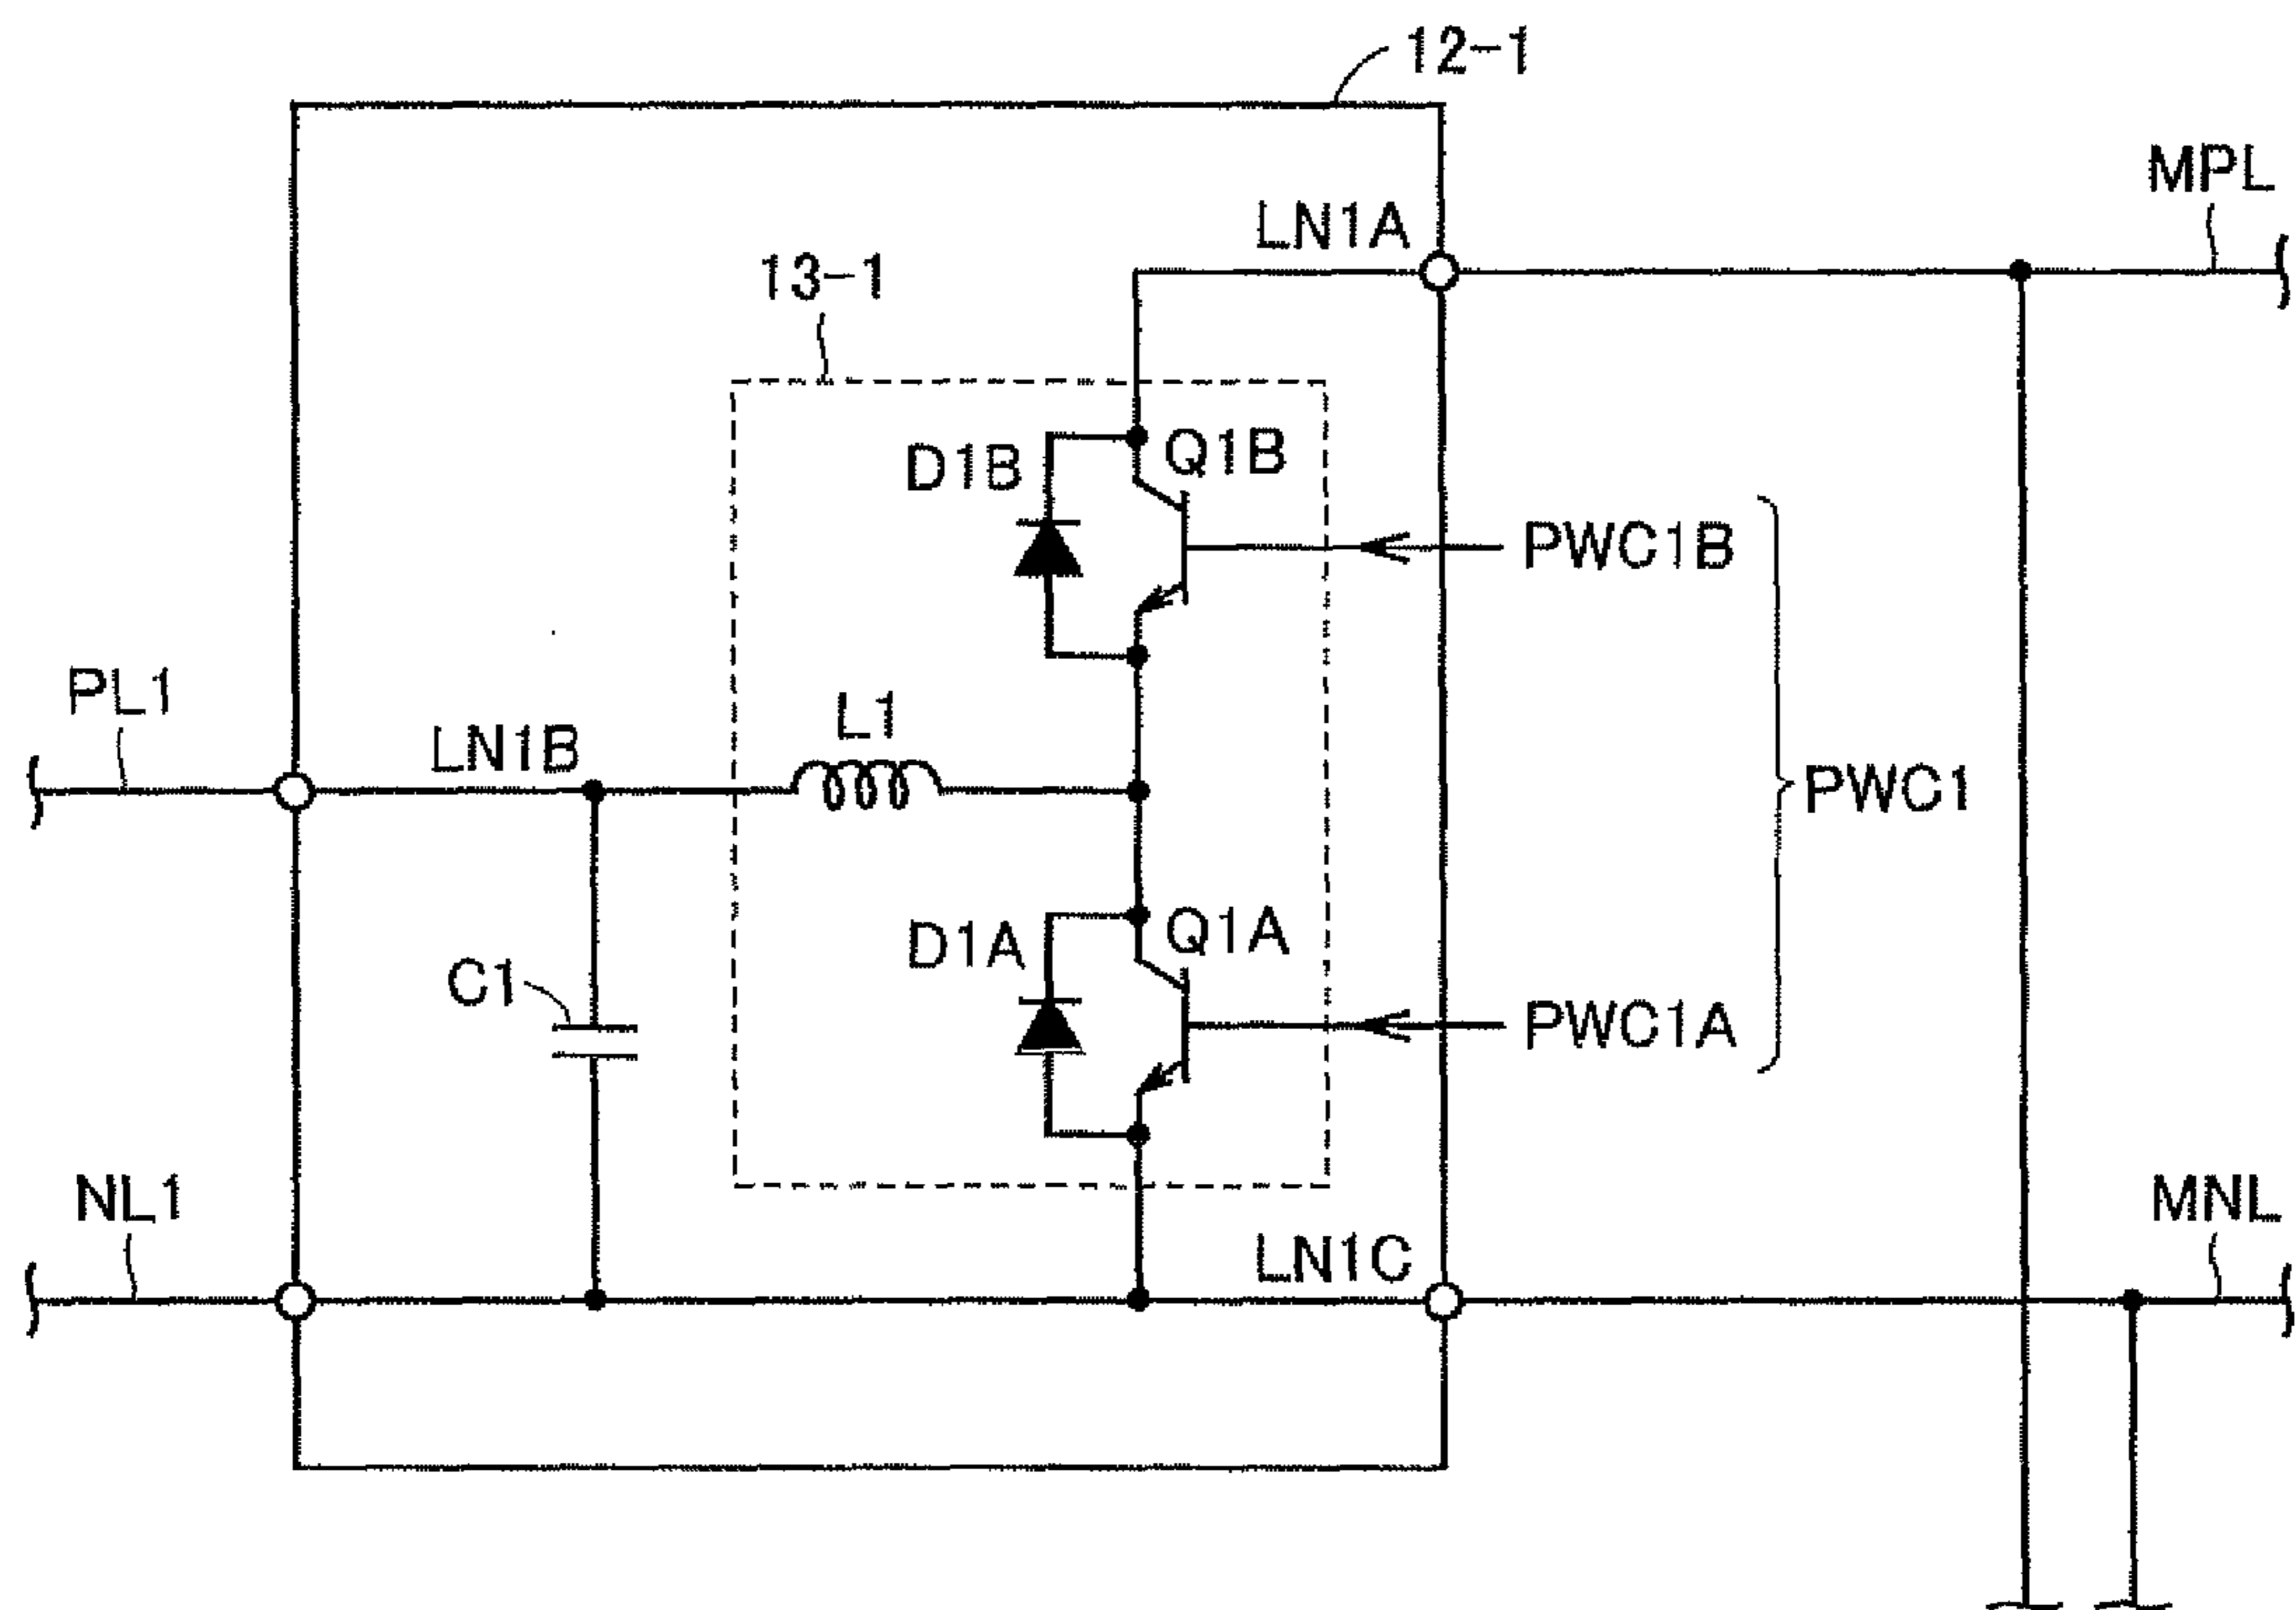 12-1
MPL
LN1A
13-1
D1B
Q1B
PWC1B
PL1
LN1B
L1
PWC1
D1A
Q1A
C1
PWC1A
NL1
LN1C
MNL